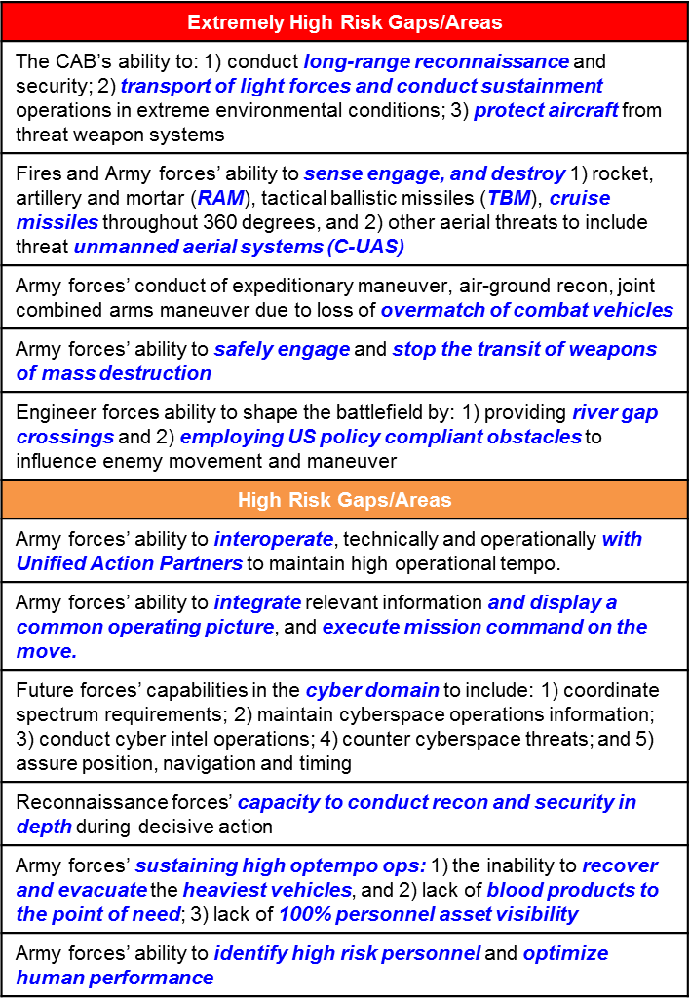 Extremely High Risk Gaps/Areas
The CAB’s ability to: 1) conduct long-range reconnaissance and
security; 2) transport of light forces and conduct sustainment
operations in extreme environmental conditions; 3) protect aircraft from
threat weapon systems
Fires and Army forces’ ability to sense engage, and destroy 1) rocket,
artillery and mortar (RAM), tactical ballistic missiles (TBM), cruise
missiles throughout 360 degrees, and 2) other aerial threats to include
threat unmanned aerial systems (C-UAS)
Army forces’ conduct of expeditionary maneuver, air-ground recon, joint
combined arms maneuver due to loss of overmatch of combat vehicles
Army forces’ ability to safely engage and stop the transit of weapons
of mass destruction
Engineer forces ability to shape the battlefield by: 1) providing river gap
crossings and 2) employing US policy compliant obstacles to
influence enemy movement and maneuver
High Risk Gaps/Areas
Army forces’ ability to interoperate, technically and operationally with
Unified Action Partners to maintain high operational tempo.
Army forces’ ability to integrate relevant information and display a
common operating picture, and execute mission command on the
move.
Future forces’ capabilities in the cyber domain to include: 1) coordinate
spectrum requirements; 2) maintain cyberspace operations information;
3) conduct cyber intel operations; 4) counter cyberspace threats; and 5)
assure position, navigation and timing
Reconnaissance forces’ capacity to conduct recon and security in
depth during decisive action
Army forces’ sustaining high optempo ops: 1) the inability to recover
and evacuate the heaviest vehicles, and 2) lack of blood products to
the point of need; 3) lack of 100% personnel asset visibility
Army forces’ ability to identify high risk personnel and optimize
human performance